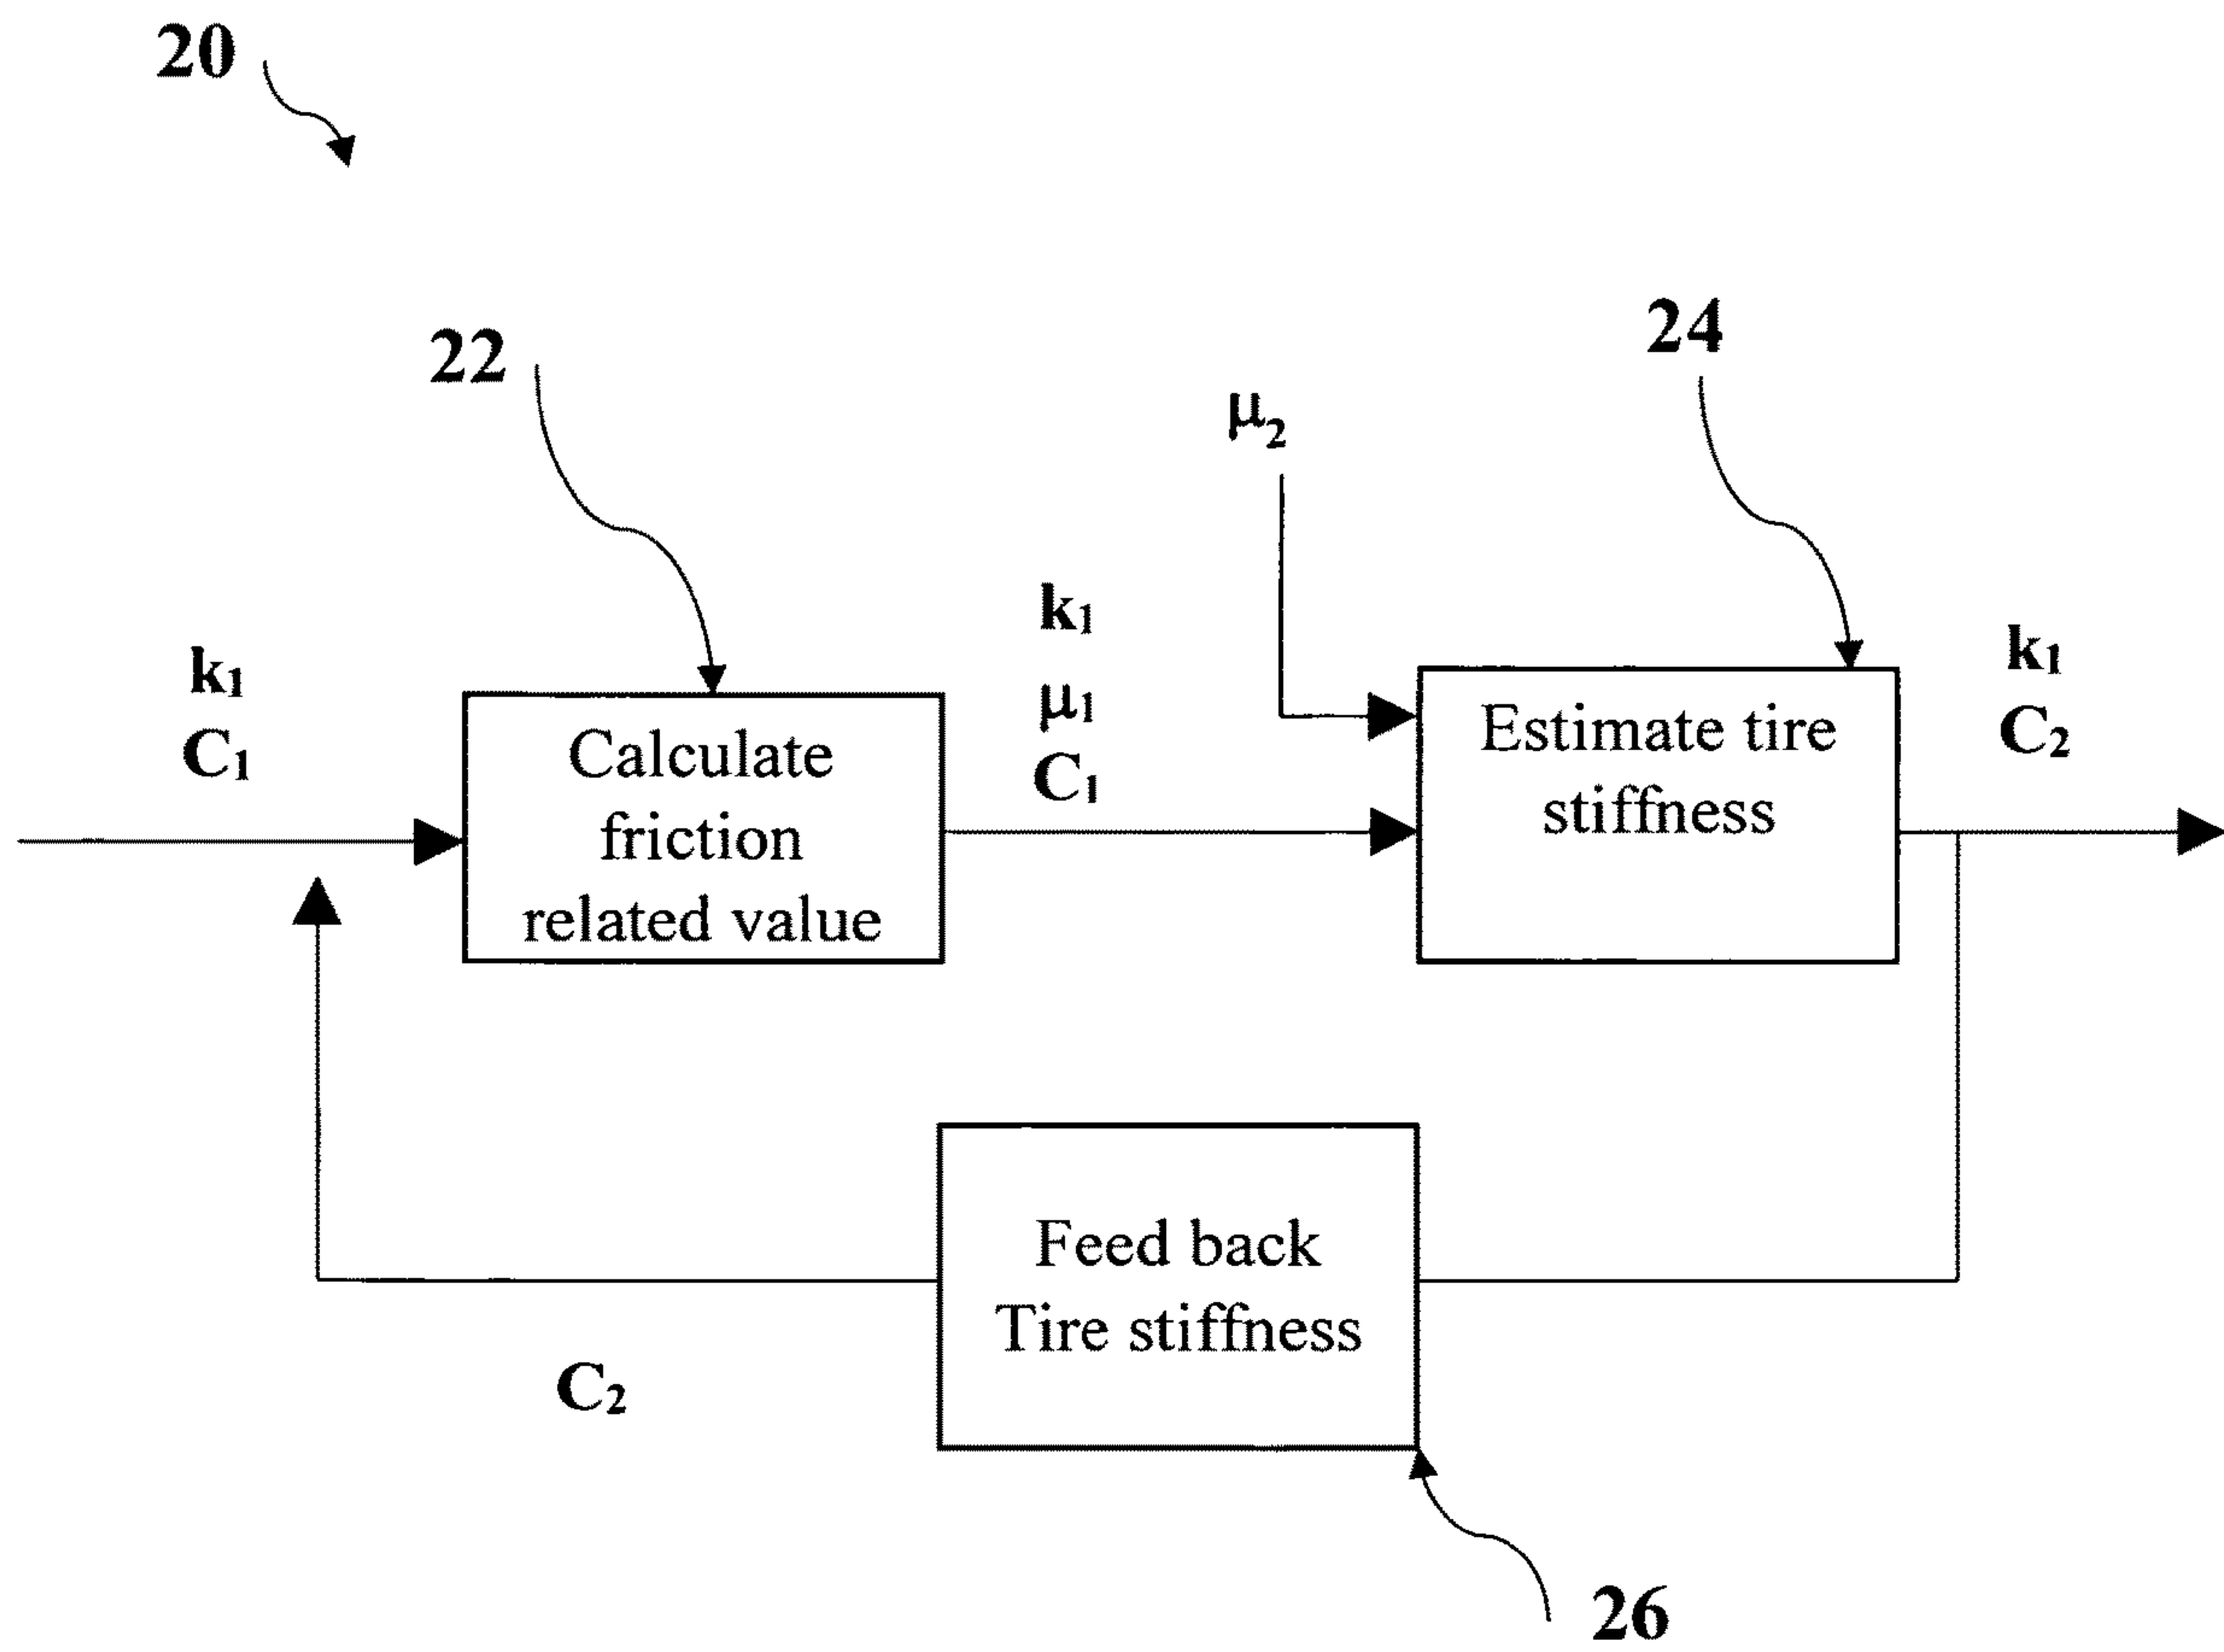 20
22
24
μ₂
k₁
μ₁
C₁
k₁
C₁
k₁
C₂
Calculate
friction
related value
Estimate tire
stiffness
Feed back
Tire stiffness
C₂
26